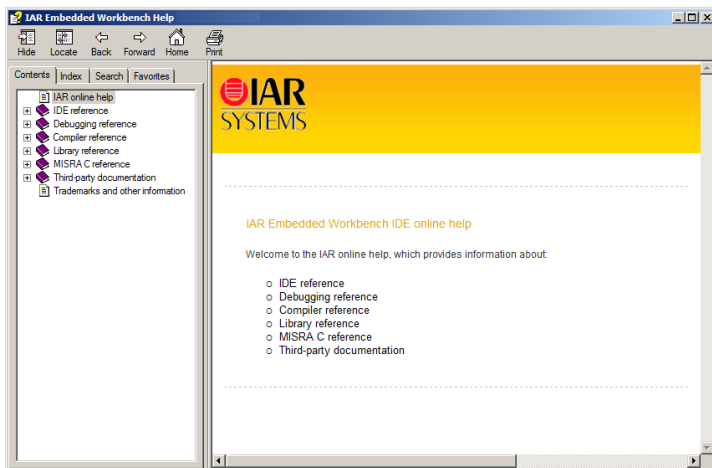 IAR Embedded Workbench Help
Hide Locate Back Forward Home Print
Contents Index Search Favorites
IAR online help
IDE reference
Debugging reference
Compiler reference
Library reference
MISRA C reference
Third-party documentation
Trademarks and other information
IAR
SYSTEMS
IAR Embedded Workbench IDE online help
Welcome to the IAR online help, which provides information about:
IDE reference
Debugging reference
Compiler reference
Library reference
MISRA C reference
Third-party documentation